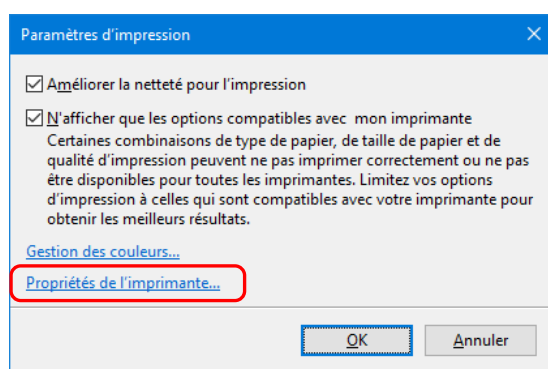 Paramètres d'impression
Améliorer la netteté pour l'impression
N'afficher que les options compatibles avec mon imprimante
Certaines combinaisons de type de papier, de taille de papier et de
qualité d'impression peuvent ne pas imprimer correctement ou ne pas
être disponibles pour toutes les imprimantes. Limitez vos options
d'impression à celles qui sont compatibles avec votre imprimante pour
obtenir les meilleurs résultats.
Gestion des couleurs...
Propriétés de l'imprimante...
OK Annuler